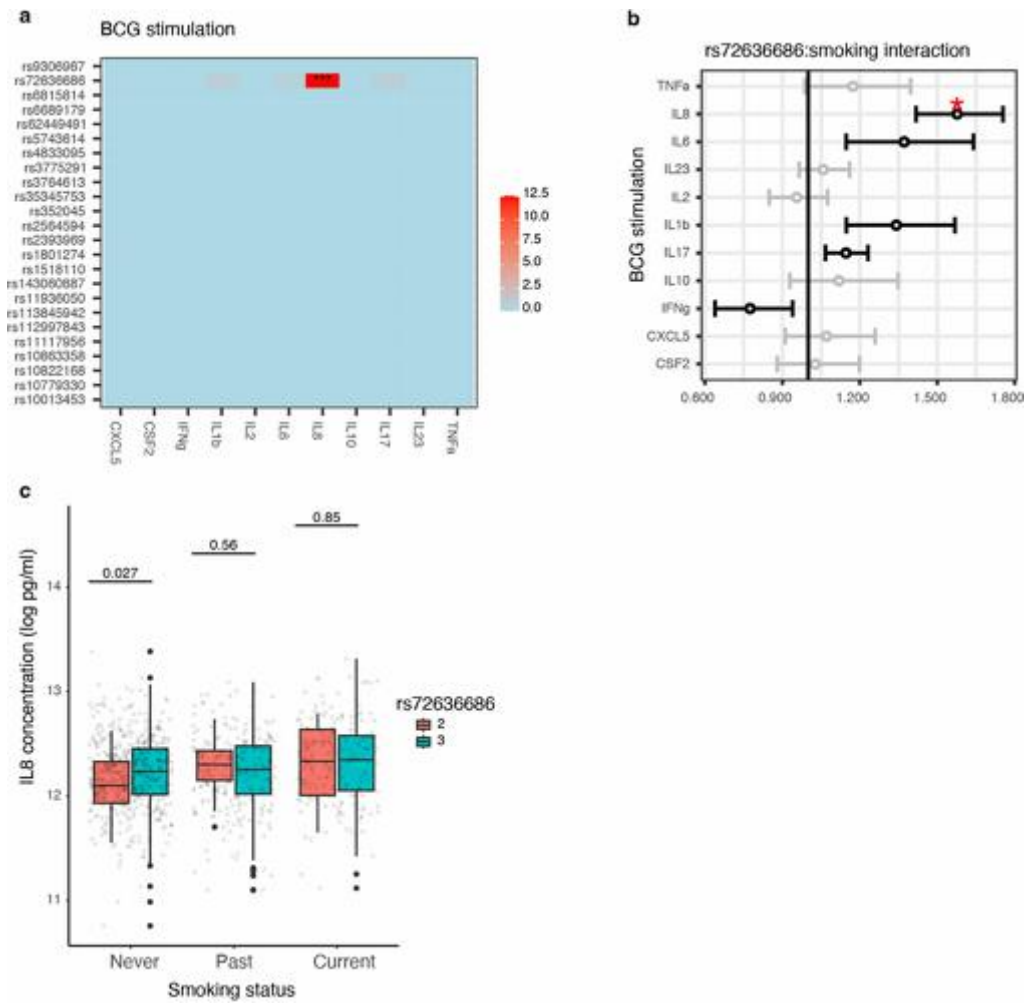 a
BCG stimulation
rs9306967
rs72636686
***
rs6815814
rs6689179
rs62449491
rs5743614
rs4833095
rs3775291
rs3764613
rs35345753
rs352045
rs2564594
rs2393969
rs1801274
rs1518110
rs143060887
rs11936050
rs113845942
rs112997843
rs11117956
rs10863358
rs10822168
rs10779330
rs10013453
CXCL5
CSF2
IFNg
IL1b
IL2
IL6
IL8
IL10
IL17
IL23
TNFa
12.5
10.0
7.5
5.0
2.5
0.0
b
rs72636686:smoking interaction
BCG stimulation
TNFa
IL8
*
IL6
IL23
IL2
IL1b
IL17
IL10
IFNg
CXCL5
CSF2
0.600 0.900 1.200 1.500 1.800
c
IL8 concentration (log pg/ml)
14
13
12
11
0.027
0.56
0.85
Never Past Current
Smoking status
rs72636686
2
3